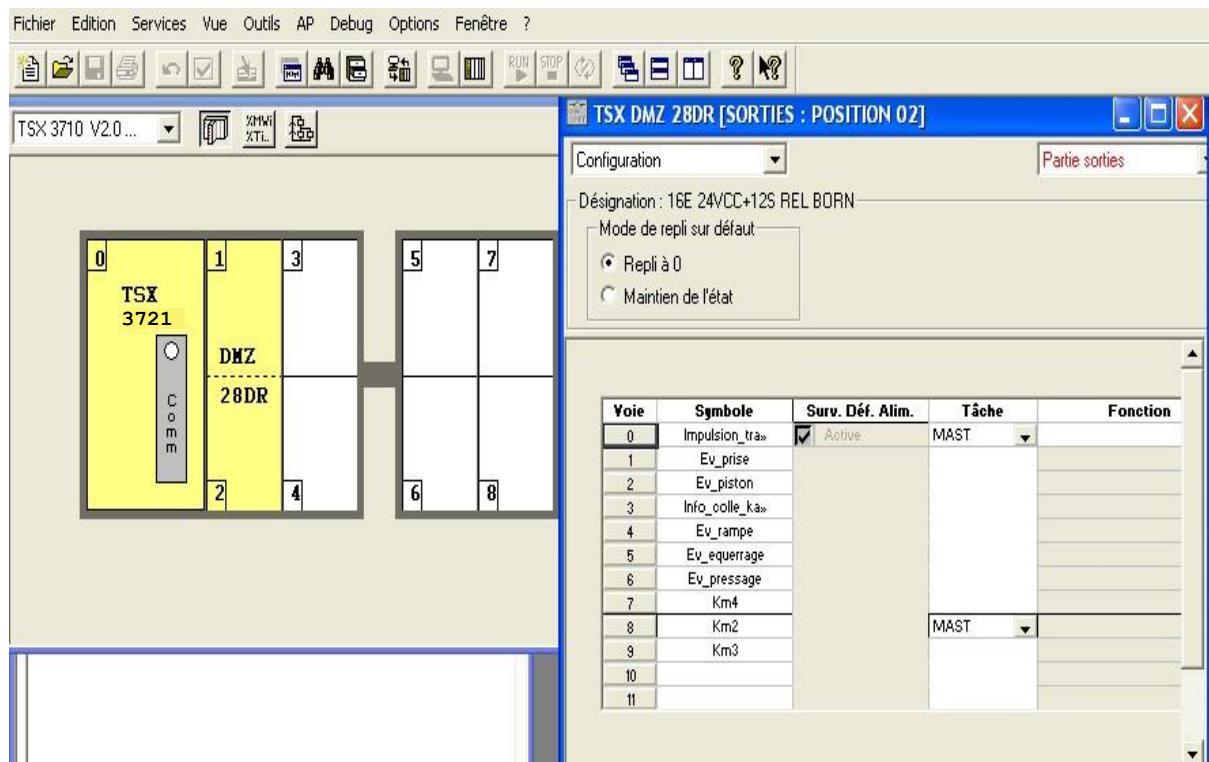 Fichier Edition Services Vue Outils AP Debug Options Fenêtre ?
RUN STOP
TSX 3710 V2.0...
%MWi
%Ti..
TSX DMZ 28DR [SORTIES : POSITION 02]
Configuration
Partie sorties
Désignation : 16E 24VCC+12S REL BORN
Mode de repli sur défaut
Repli à 0
Maintien de l'état
0 1 3 5 7
TSX
3721
DMZ
28DR
Comm
2 4 6 8
Voie Symbole Surv. Déf. Alim. Tâche Fonction
0 Impulsion_tra» Active MAST
1 Ev_prise
2 Ev_piston
3 Info_colle_ka»
4 Ev_rampe
5 Ev_equerrage
6 Ev_pressage
7 Km4
8 Km2 MAST
9 Km3
10
11